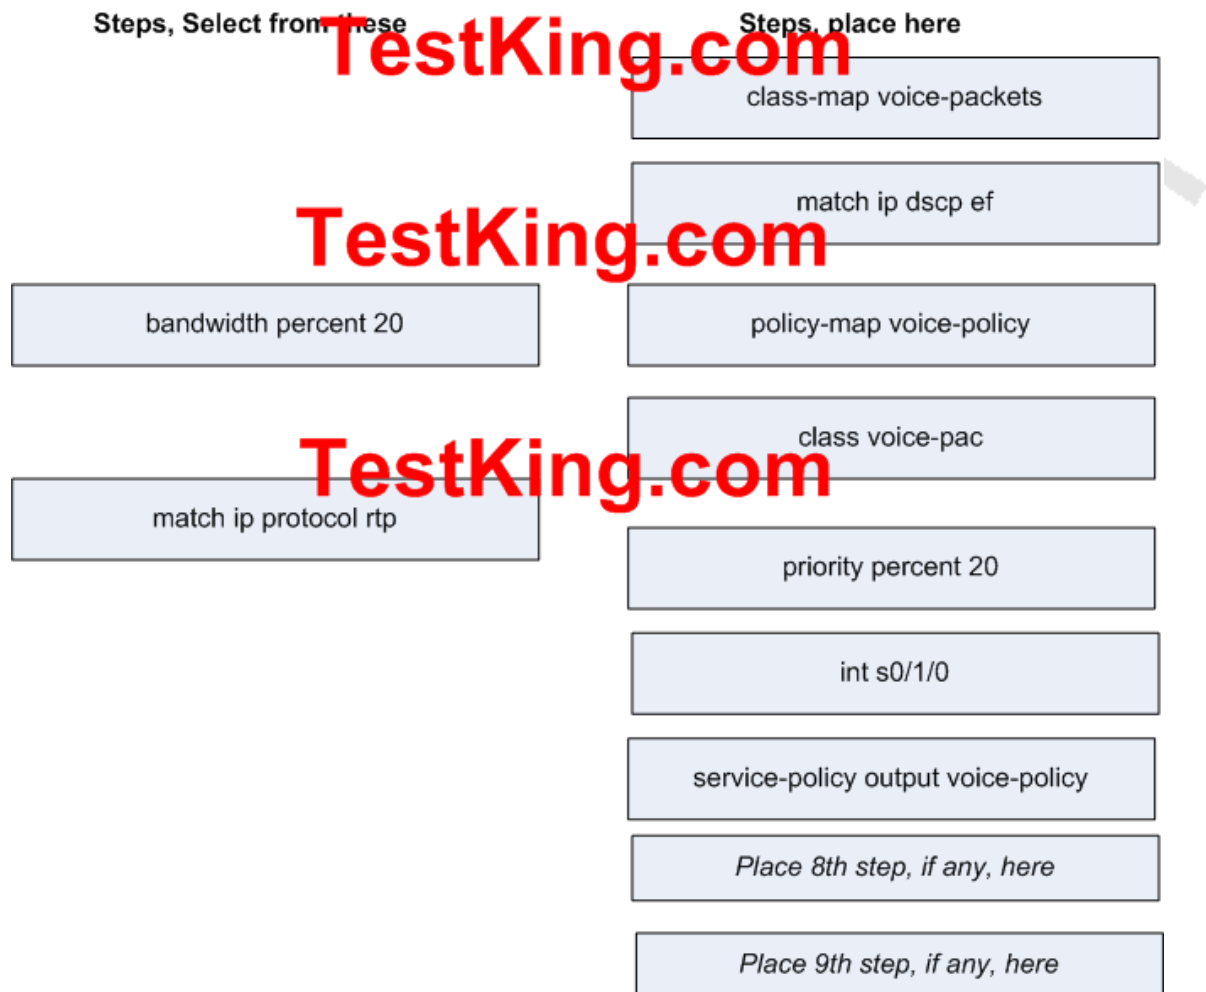 Steps, Select from these
Steps, place here
TestKing.com
class-map voice-packets
match ip dscp ef
TestKing.com
bandwidth percent 20
policy-map voice-policy
class voice-pac
TestKing.com
match ip protocol rtp
priority percent 20
int s0/1/0
service-policy output voice-policy
Place 8th step, if any, here
Place 9th step, if any, here